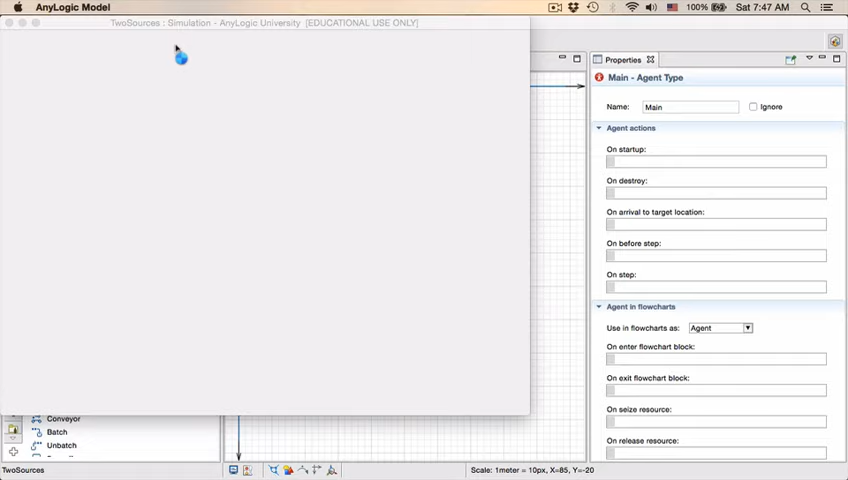 AnyLogic Model
100%
Sat 7:47 AM
TwoSources : Simulation - AnyLogic University [EDUCATIONAL USE ONLY]
Properties
Main - Agent Type
Name: Main Ignore
Agent actions
On startup:
On destroy:
On arrival to target location:
On before step:
On step:
Agent in flowcharts
Use in flowcharts as: Agent
On enter flowchart block:
On exit flowchart block:
On seize resource:
On release resource:
Conveyor
Batch
Unbatch
TwoSources
Scale: 1meter = 10px, X=85, Y=-20